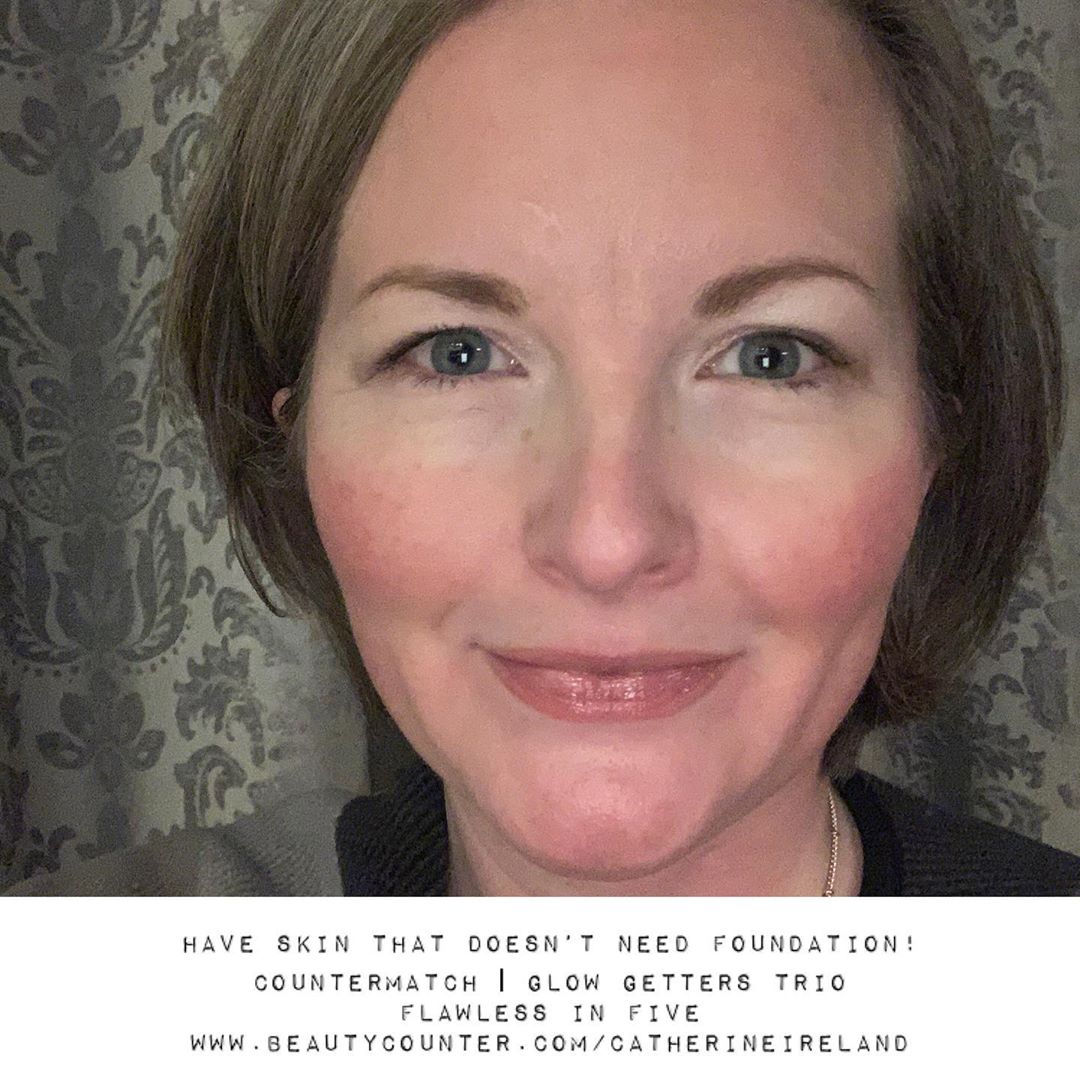 HAVE SKIN THAT DOESN'T NEED FOUNDATION!
COUNTERMATCH | GLOW GETTERS TRIO
FLAWLESS IN FIVE
WWW.BEAUTYCOUNTER.COM/CATHERINEIRELAND